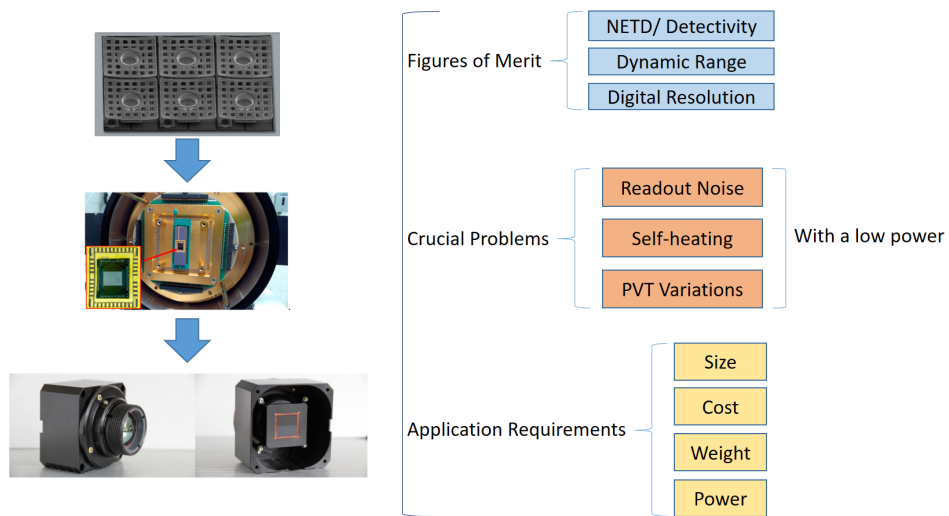 NETD/ Detectivity
Figures of Merit
Dynamic Range
Digital Resolution
Readout Noise
Crucial Problems
Self-heating
With a low power
PVT Variations
Size
Cost
Application Requirements
Weight
Power